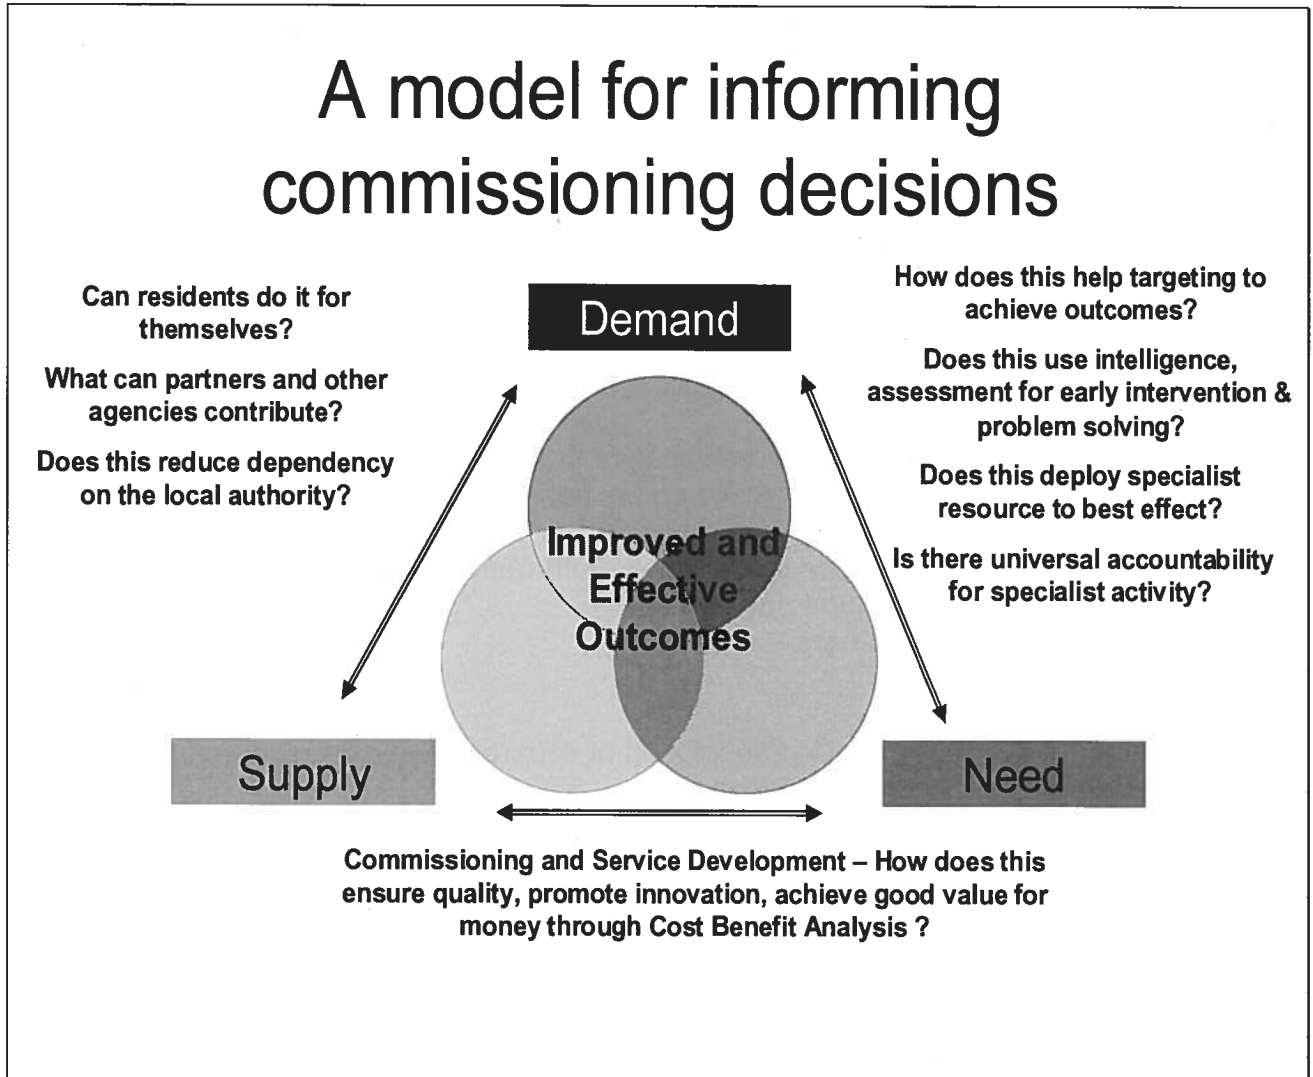 A model for informing
commissioning decisions
Can residents do it for
themselves?
What can partners and other
agencies contribute?
Does this reduce dependency
on the local authority?
Demand
How does this help targeting to
achieve outcomes?
Does this use intelligence,
assessment for early intervention &
problem solving?
Does this deploy specialist
resource to best effect?
Is there universal accountability
for specialist activity?
Improved and
Effective
Outcomes
Supply
Need
Commissioning and Service Development – How does this
ensure quality, promote innovation, achieve good value for
money through Cost Benefit Analysis ?